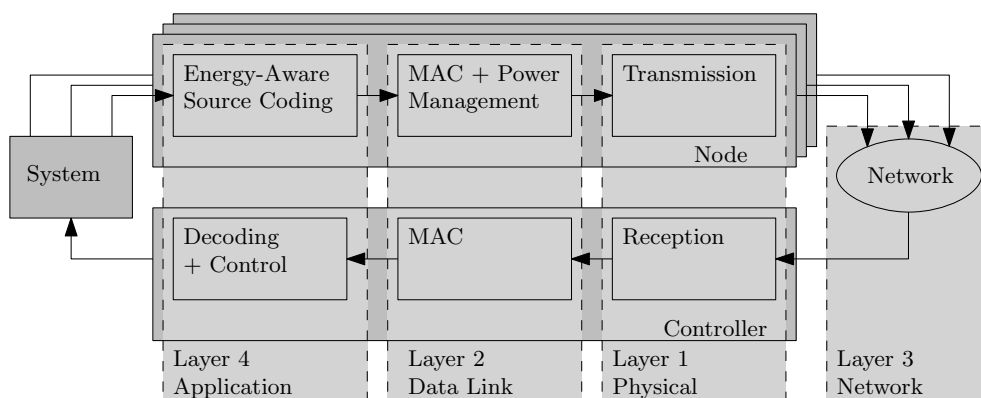 Energy-Aware
Source Coding
MAC + Power
Management
Transmission
Node
System
Network
Decoding
+ Control
MAC
Reception
Controller
Layer 4
Application
Layer 2
Data Link
Layer 1
Physical
Layer 3
Network